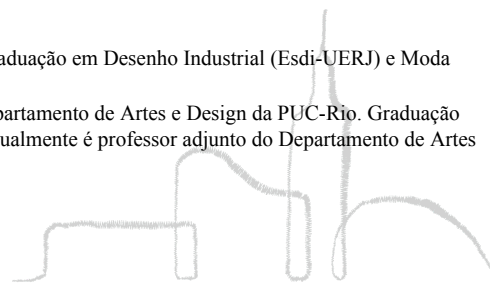 aduação em Desenho Industrial (Esdi-UERJ) e Moda
partamento de Artes e Design da PUC-Rio. Graduação
ualmente é professor adjunto do Departamento de Artes